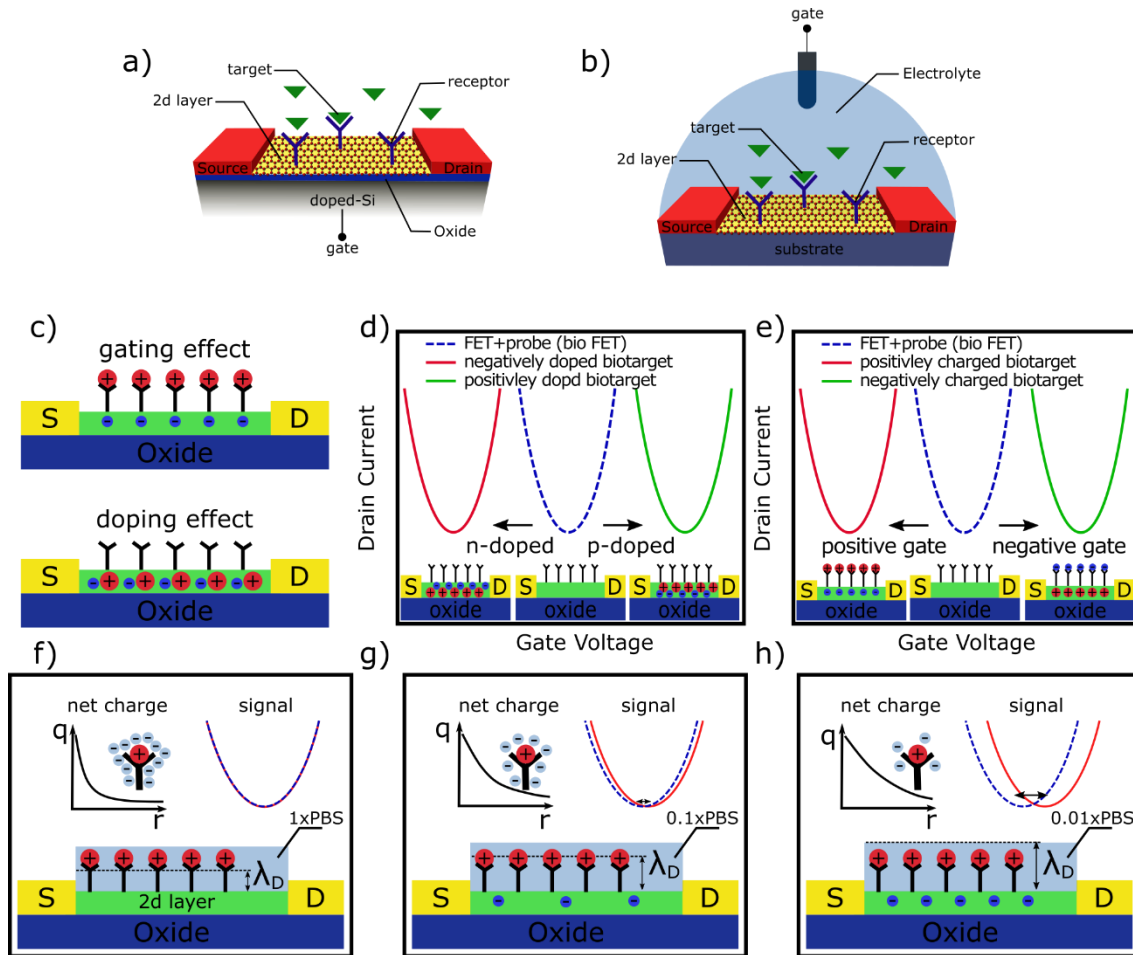 a)
target
receptor
2d layer
Source
Drain
doped-Si
gate
Oxide
b)
gate
Electrolyte
target
receptor
2d layer
Source
Drain
substrate
c)
gating effect
+ + + + +
S
D
- - - - -
Oxide
doping effect
S
D
- + - + - + - + - +
Oxide
d)
FET+probe (bio FET)
negatively doped biotarget
positivley dopd biotarget
Drain Current
n-doped
p-doped
S
D
S
D
oxide
oxide
oxide
Gate Voltage
e)
FET+probe (bio FET)
positivley charged biotarget
negatively charged biotarget
Drain Current
positive gate
negative gate
S
D
S
D
oxide
oxide
oxide
f)
net charge
signal
q
r
1xPBS
+ + + + +
λD
S
2d layer
D
Oxide
g)
net charge
signal
q
r
0.1xPBS
+ + + + +
λD
S
D
- - -
Oxide
h)
net charge
signal
q
r
0.01xPBS
+ + + + +
λD
S
D
- - - - -
Oxide